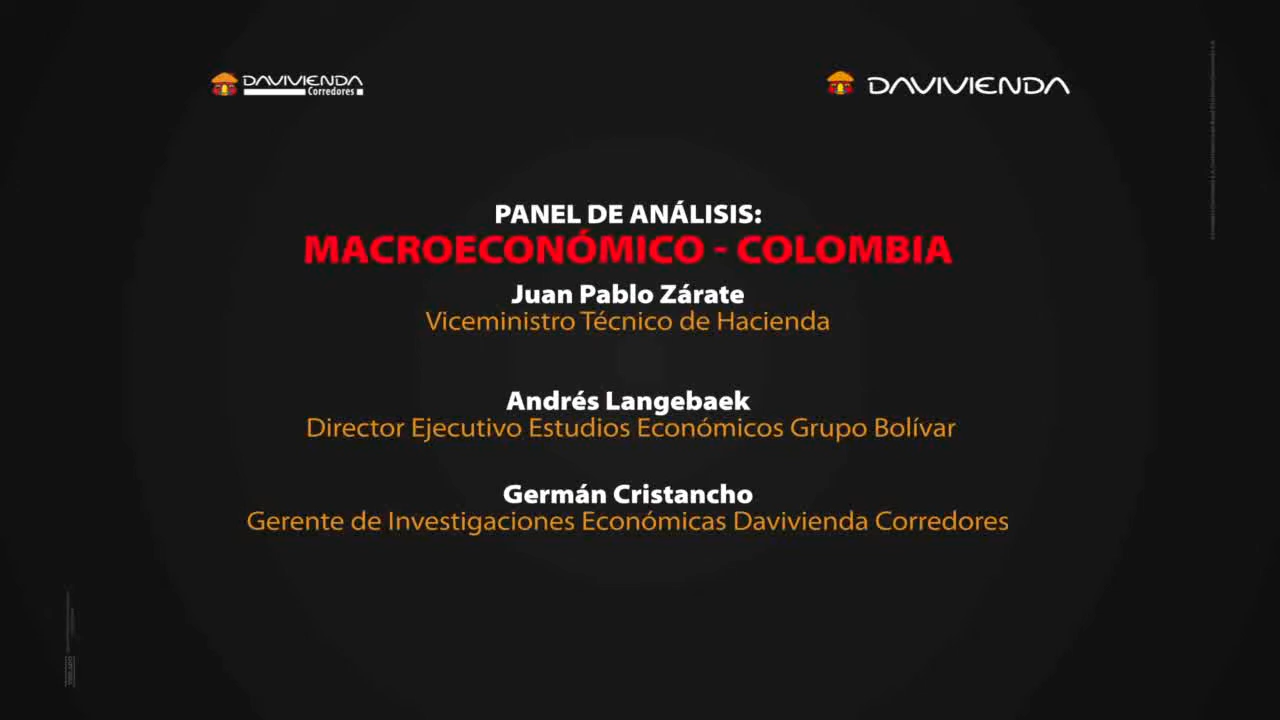 DAVIVIENDA
Corredores
DAVIVIENDA
PANEL DE ANÁLISIS:
MACROECONÓMICO - COLOMBIA
Juan Pablo Zárate
Viceministro Técnico de Hacienda
Andrés Langebaek
Director Ejecutivo Estudios Económicos Grupo Bolívar
Germán Cristancho
Gerente de Investigaciones Económicas Davivienda Corredores